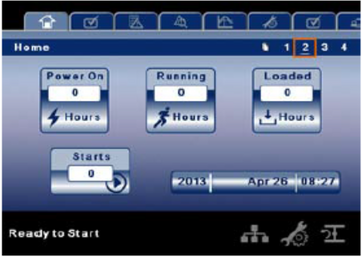 Home 1 2 3 4
Power On Running Loaded
0 0 0
Hours Hours Hours
Starts
0
2013 Apr 26 08:27
Ready to Start